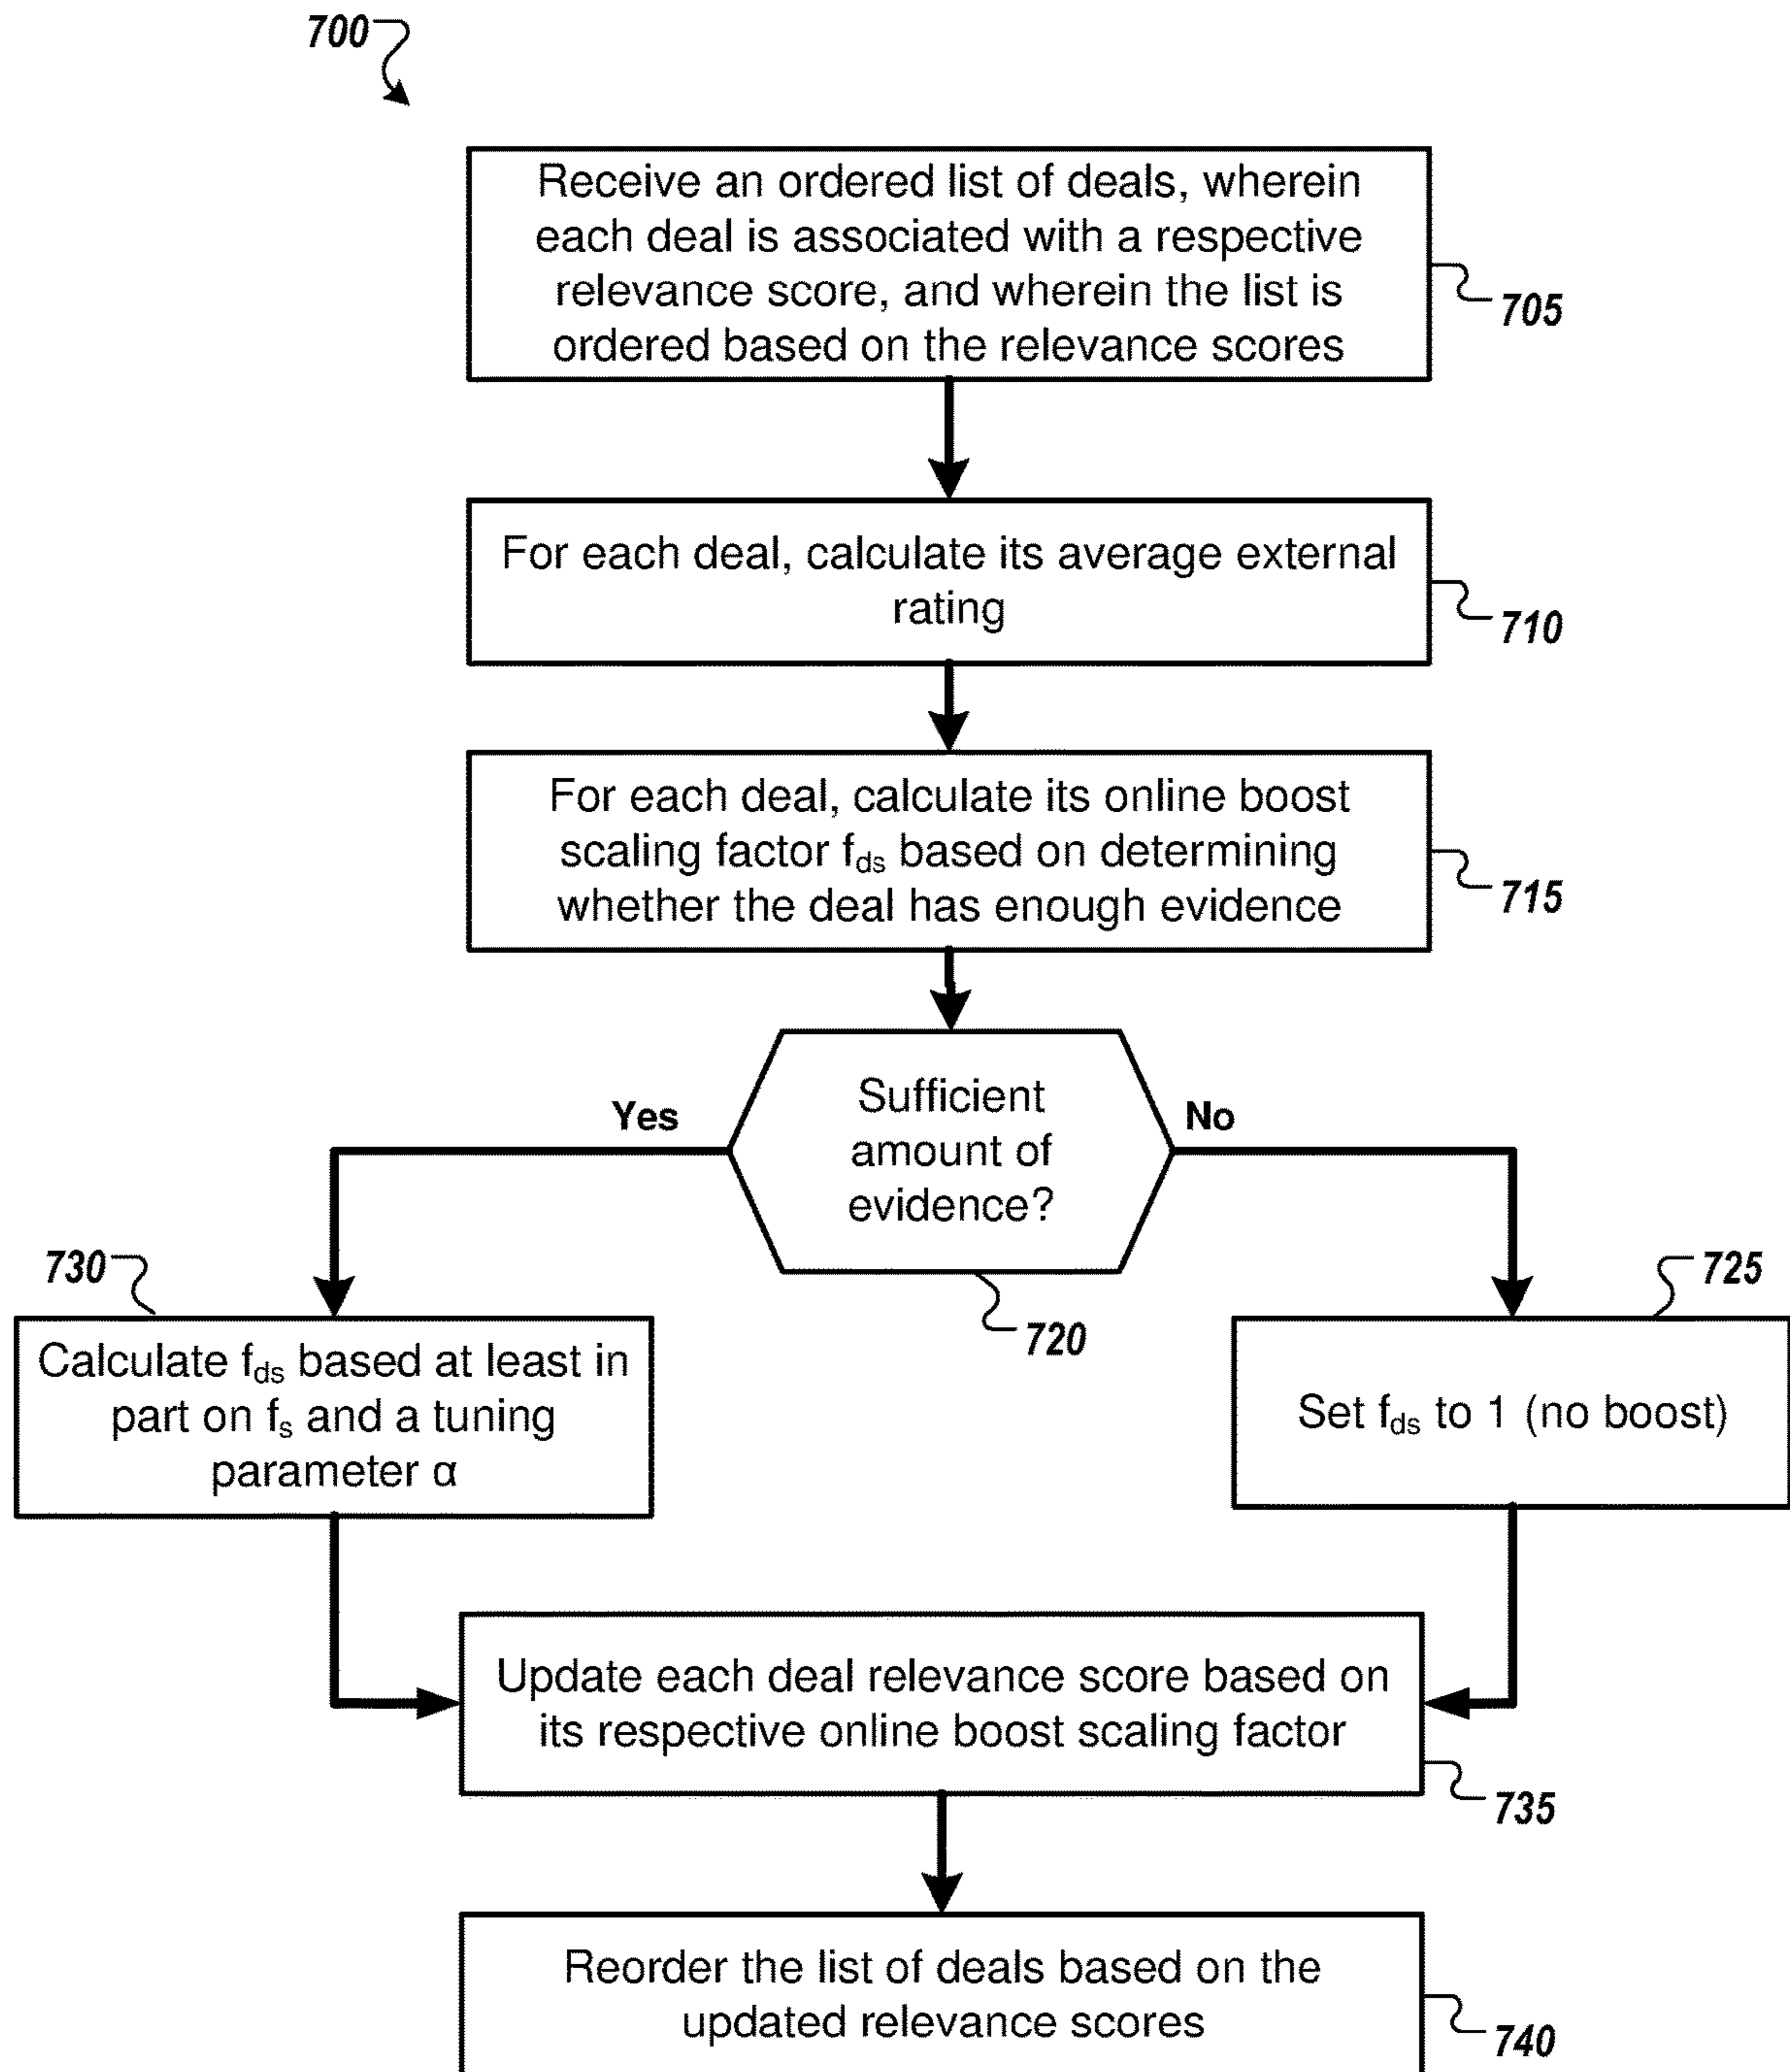 700
Receive an ordered list of deals, wherein
each deal is associated with a respective
relevance score, and wherein the list is
ordered based on the relevance scores
705
For each deal, calculate its average external
rating
710
For each deal, calculate its online boost
scaling factor fds based on determining
whether the deal has enough evidence
715
Sufficient
amount of
evidence?
Yes
No
720
730
Calculate fds based at least in
part on fs and a tuning
parameter α
725
Set fds to 1 (no boost)
Update each deal relevance score based on
its respective online boost scaling factor
735
Reorder the list of deals based on the
updated relevance scores
740